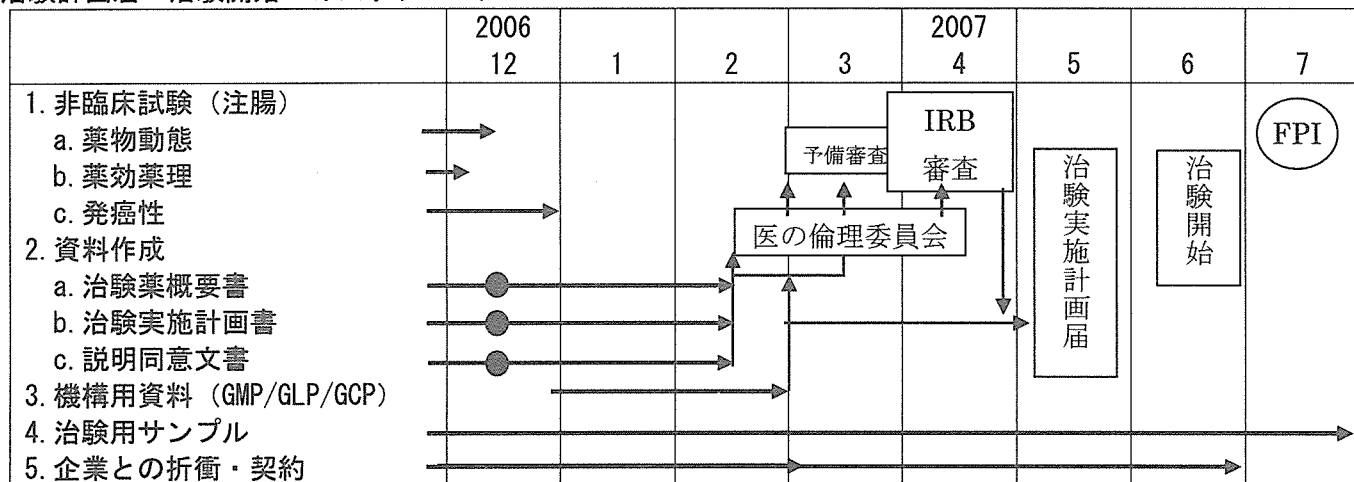 2006 2007
12 1 2 3 4 5 6 7
1. 非臨床試験（注腸）
a. 薬物動態
b. 薬効薬理
c. 発癌性
2. 資料作成
a. 治験薬概要書
b. 治験実施計画書
c. 説明同意文書
3. 機構用資料（GMP/GLP/GCP）
4. 治験用サンプル
5. 企業との折衝・契約
予備審査
IRB
審査
医の倫理委員会
治験実施計画届
治験開始
FPI